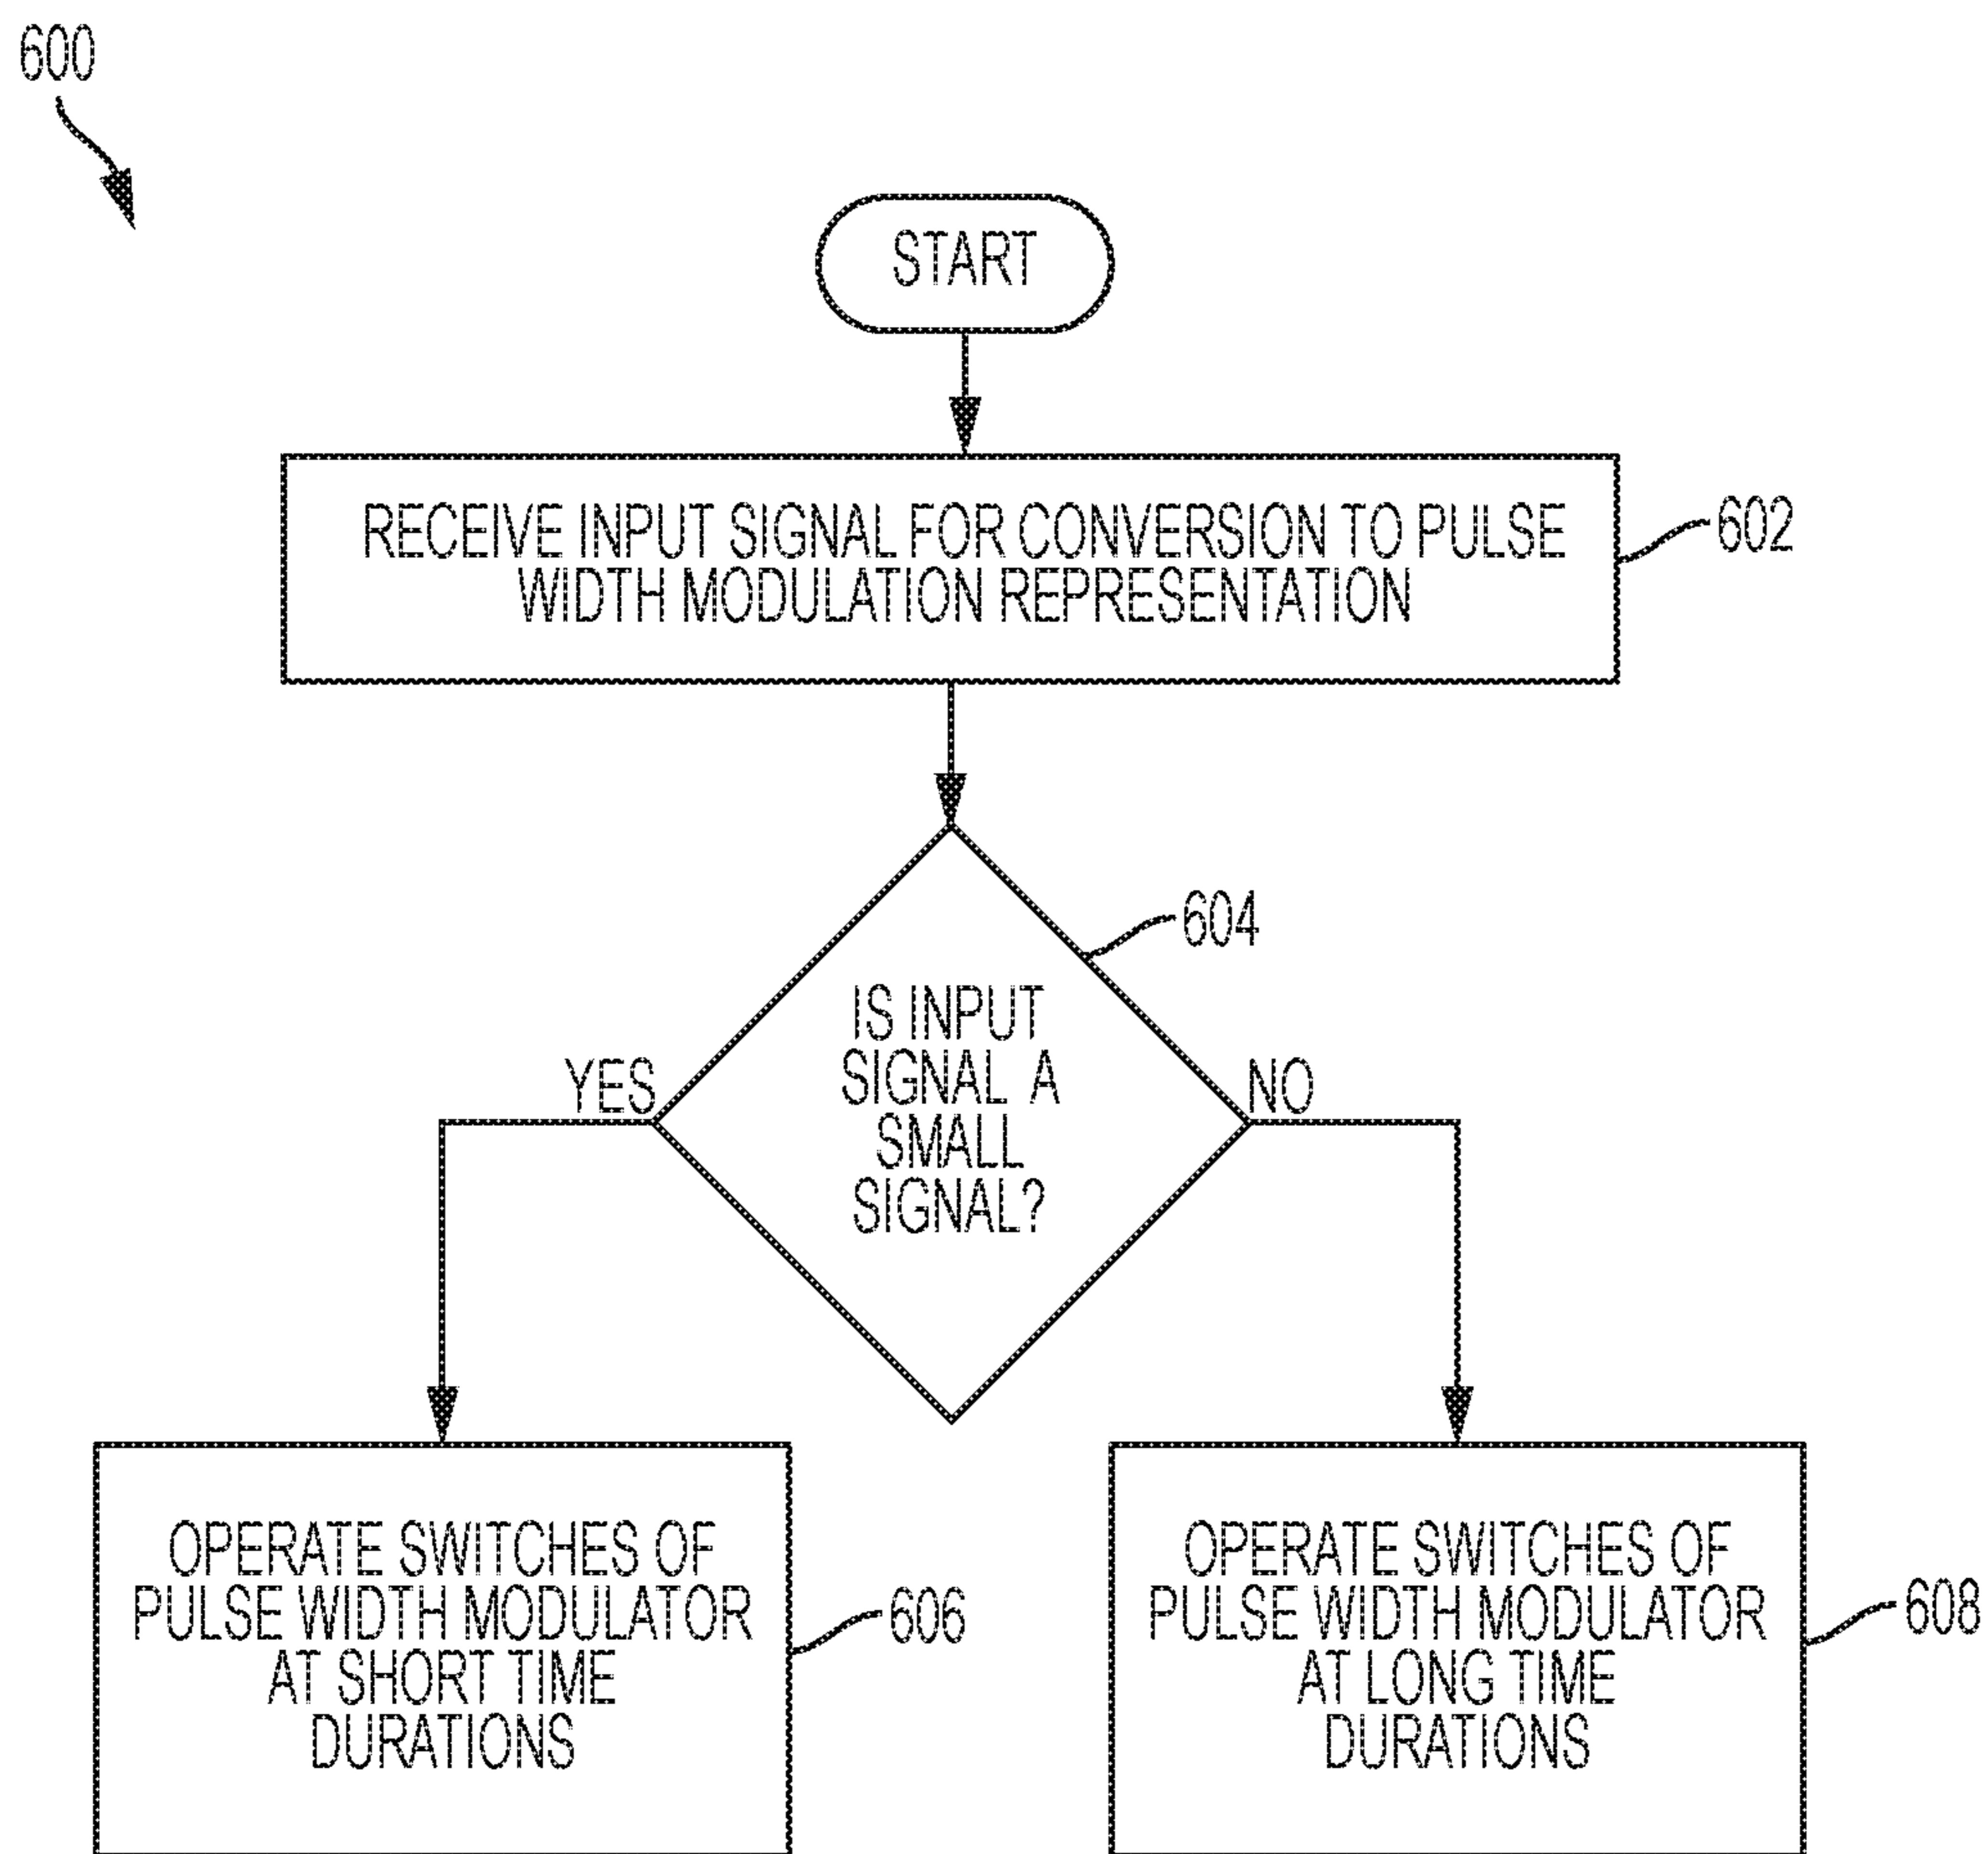 600
START
RECEIVE INPUT SIGNAL FOR CONVERSION TO PULSE
WIDTH MODULATION REPRESENTATION
602
604
IS INPUT
SIGNAL A
SMALL
SIGNAL?
YES
NO
OPERATE SWITCHES OF
PULSE WIDTH MODULATOR
AT SHORT TIME
DURATIONS
606
OPERATE SWITCHES OF
PULSE WIDTH MODULATOR
AT LONG TIME
DURATIONS
608